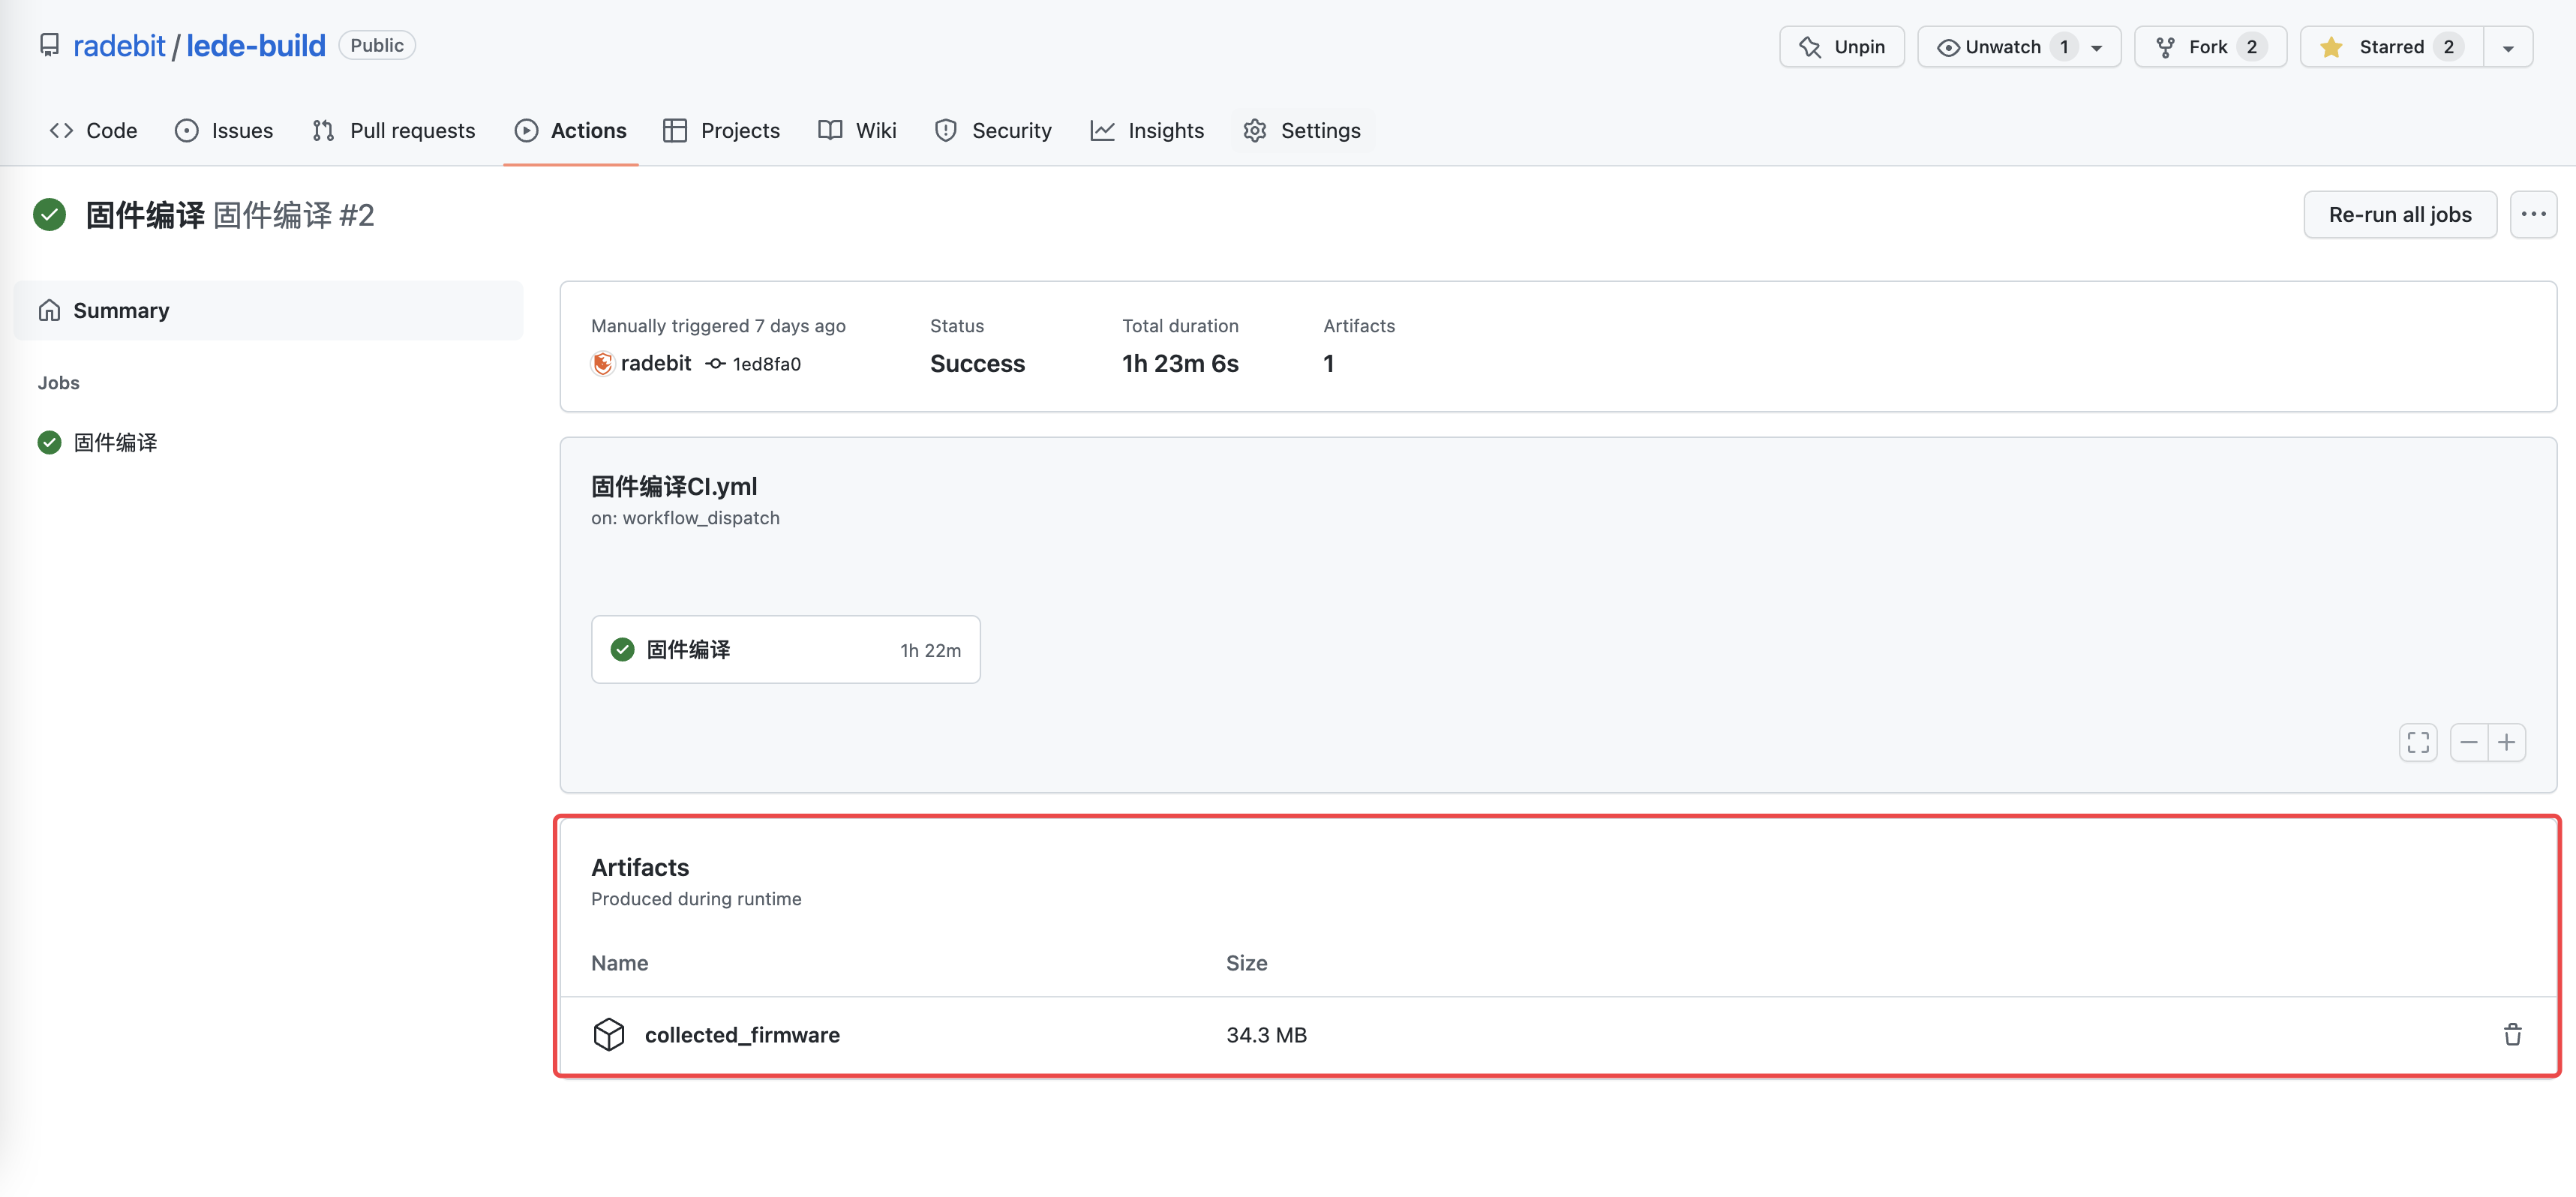 radebit / lede-build Public
Unpin Unwatch 1 Fork 2 Starred 2
Code Issues Pull requests Actions Projects Wiki Security Insights Settings
固件编译 固件编译 #2
Re-run all jobs
Summary
Jobs
固件编译
Manually triggered 7 days ago
radebit 1ed8fa0
Status
Success
Total duration
1h 23m 6s
Artifacts
1
固件编译CI.yml
on: workflow_dispatch
固件编译 1h 22m
Artifacts
Produced during runtime
Name Size
collected_firmware 34.3 MB